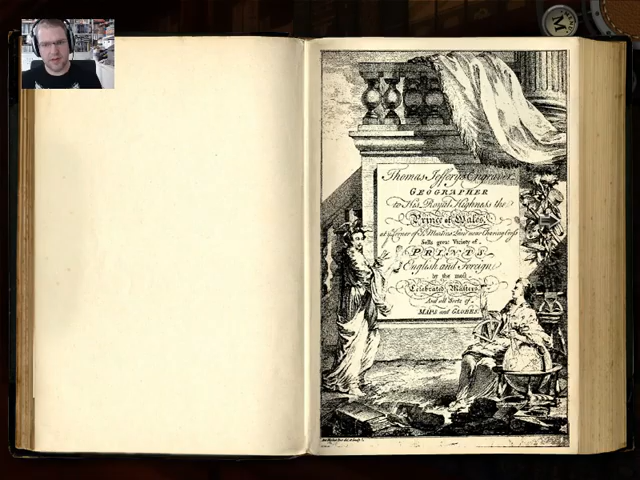 Thomas Jefferys Engraver
GEOGRAPHER
to His Royal Highness the
Prince of Wales,
at ye Corner of St Martins Lane near Charing Cross
Sells great Variety of
PRINTS
English and Foreign
by the most
Celebrated Masters
And all Sorts of
MAPS and GLOBES.
M